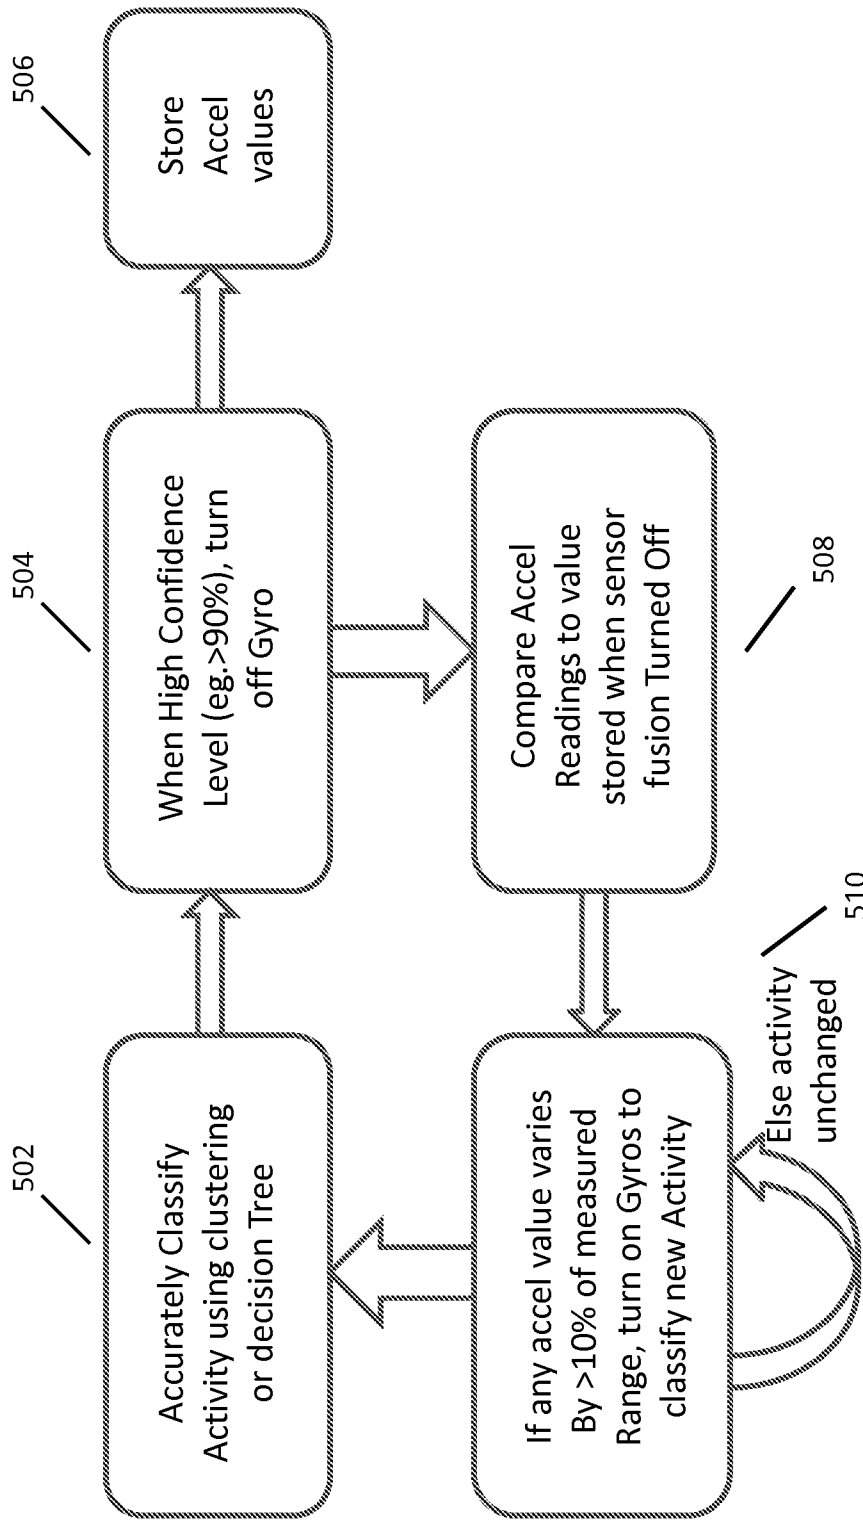 502
Accurately Classify
Activity using clustering
or decision Tree
504
When High Confidence
Level (eg.>90%), turn
off Gyro
506
Store
Accel
values
If any accel value varies
By >10% of measured
Range, turn on Gyros to
classify new Activity
Else activity
unchanged
510
Compare Accel
Readings to value
stored when sensor
fusion Turned Off
508